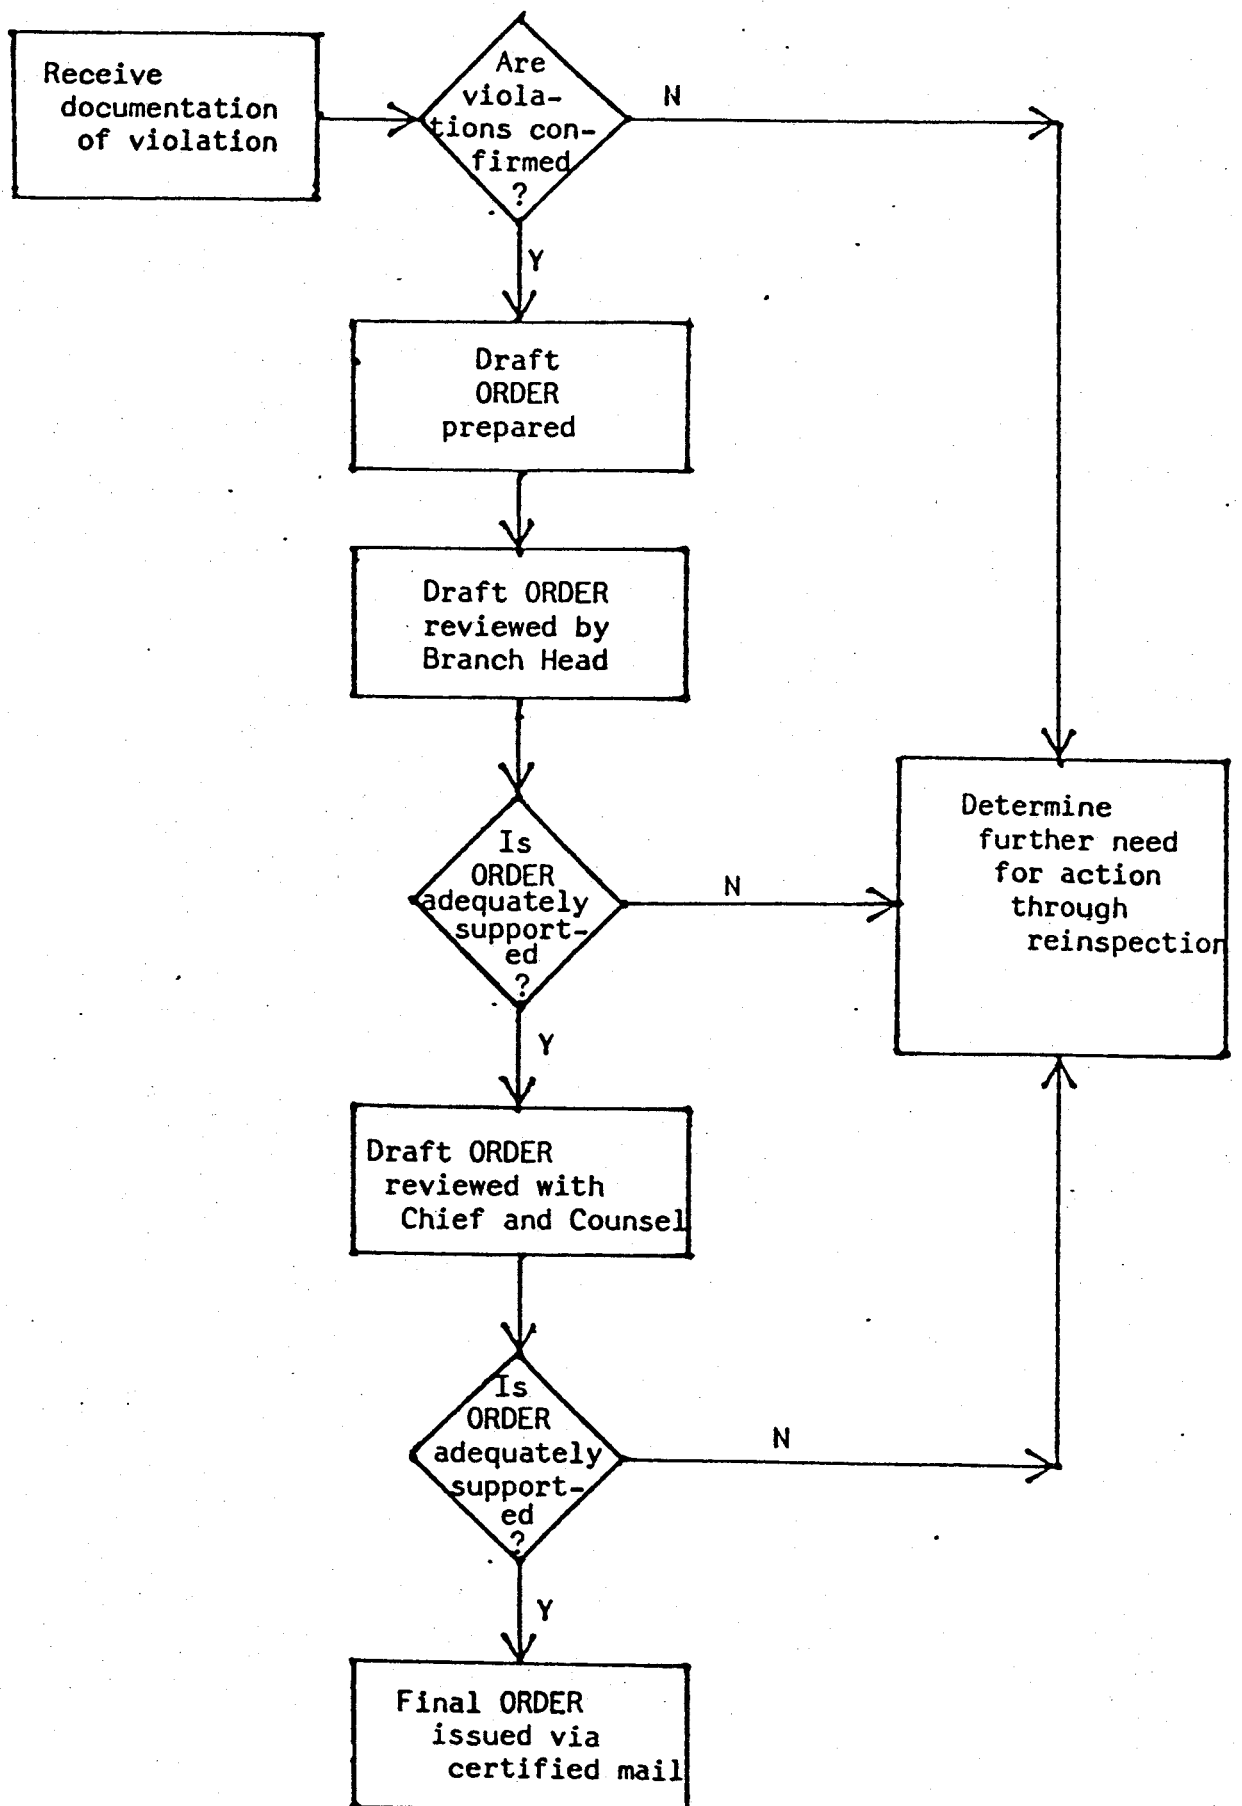 Receive
documentation
of violation
Are
viola-
tions con-
firmed
?
N
Y
Draft
ORDER
prepared
Draft ORDER
reviewed by
Branch Head
Is
ORDER
adequately
support-
ed
?
N
Determine
further need
for action
through
reinspection
Y
Draft ORDER
reviewed with
Chief and Counsel
Is
ORDER
adequately
support-
ed
?
N
Y
Final ORDER
issued via
certified mail